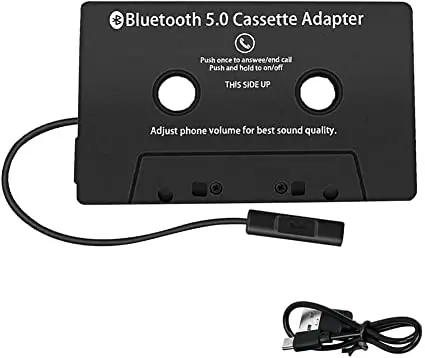 Bluetooth 5.0 Cassette Adapter
Push once to answee/end call
Push and hold to on/off
THIS SIDE UP
Adjust phone volume for best sound quality.